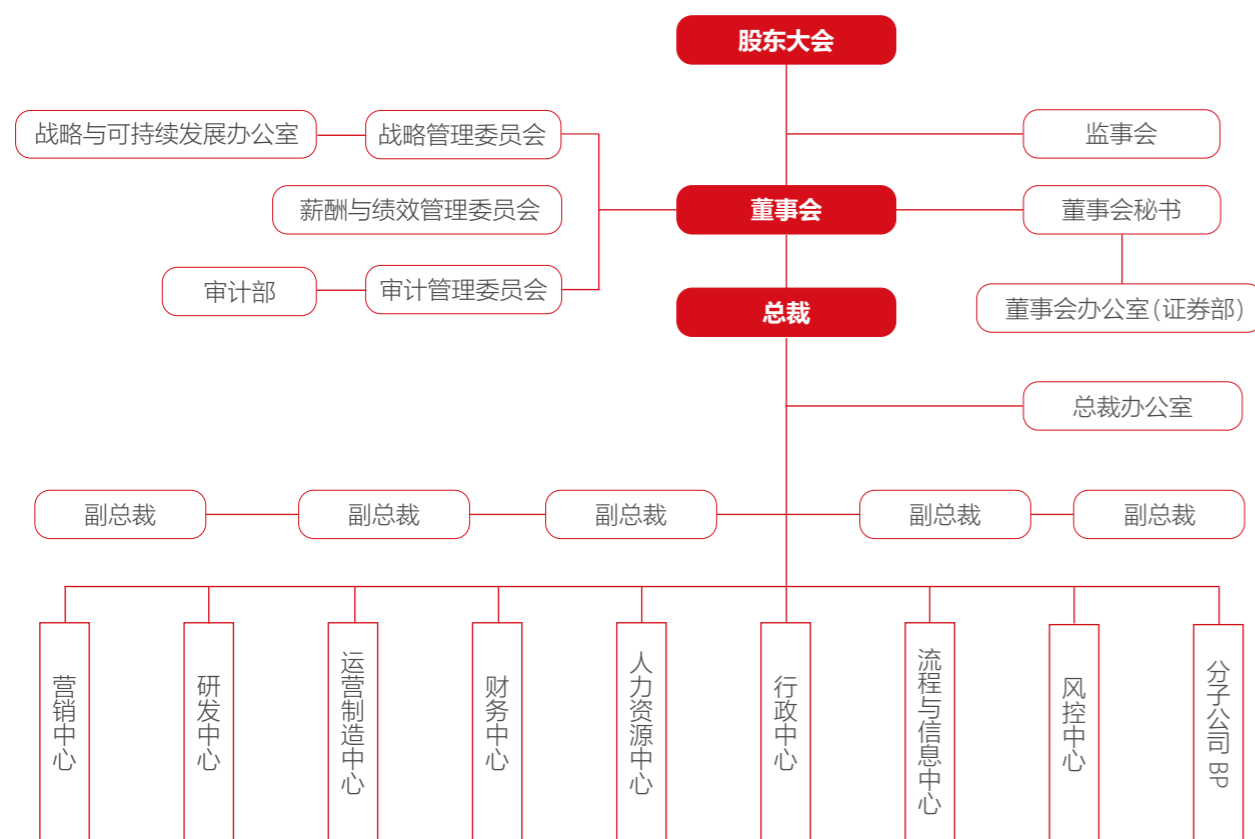 股东大会
战略与可持续发展办公室
战略管理委员会
监事会
薪酬与绩效管理委员会
董事会
董事会秘书
审计部
审计管理委员会
总裁
董事会办公室(证券部)
总裁办公室
副总裁
副总裁
副总裁
副总裁
副总裁
营销中心
研发中心
运营制造中心
财务中心
人力资源中心
行政中心
流程与信息中心
风控中心
分子公司 BP